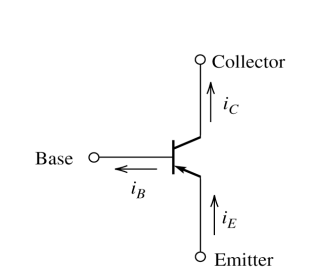 Collector
i_C
Base
i_B
i_E
Emitter